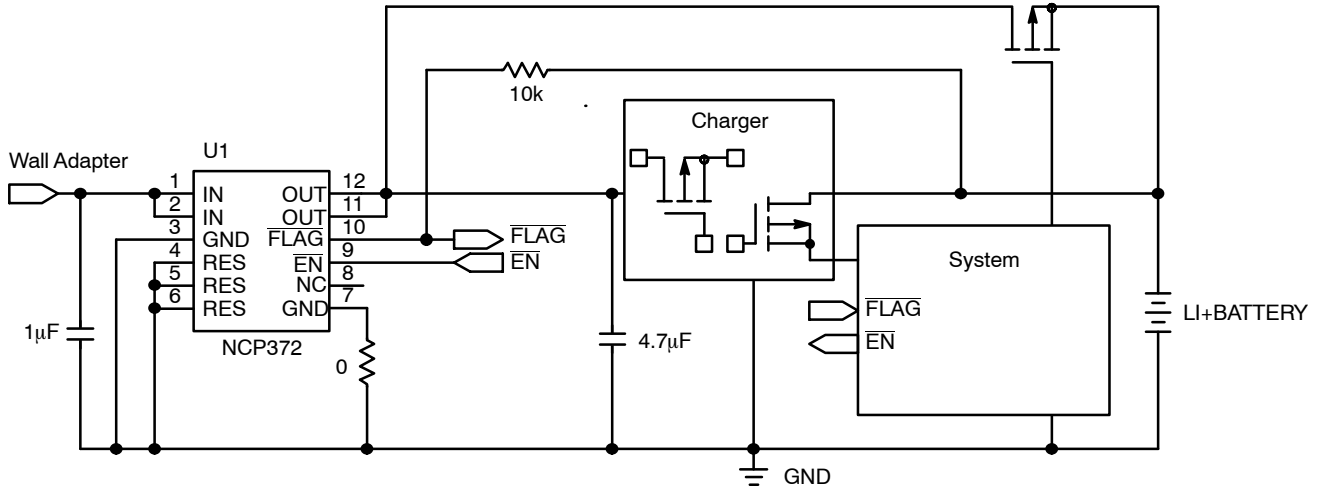 10k
Charger
Wall Adapter
U1
1 IN OUT 12
2 IN OUT 11
3 GND FLAG 10 FLAG
4 RES EN 9 EN
5 RES NC 8
6 RES GND 7
System
FLAG
EN
LI+BATTERY
1μF
NCP372
0
4.7μF
GND